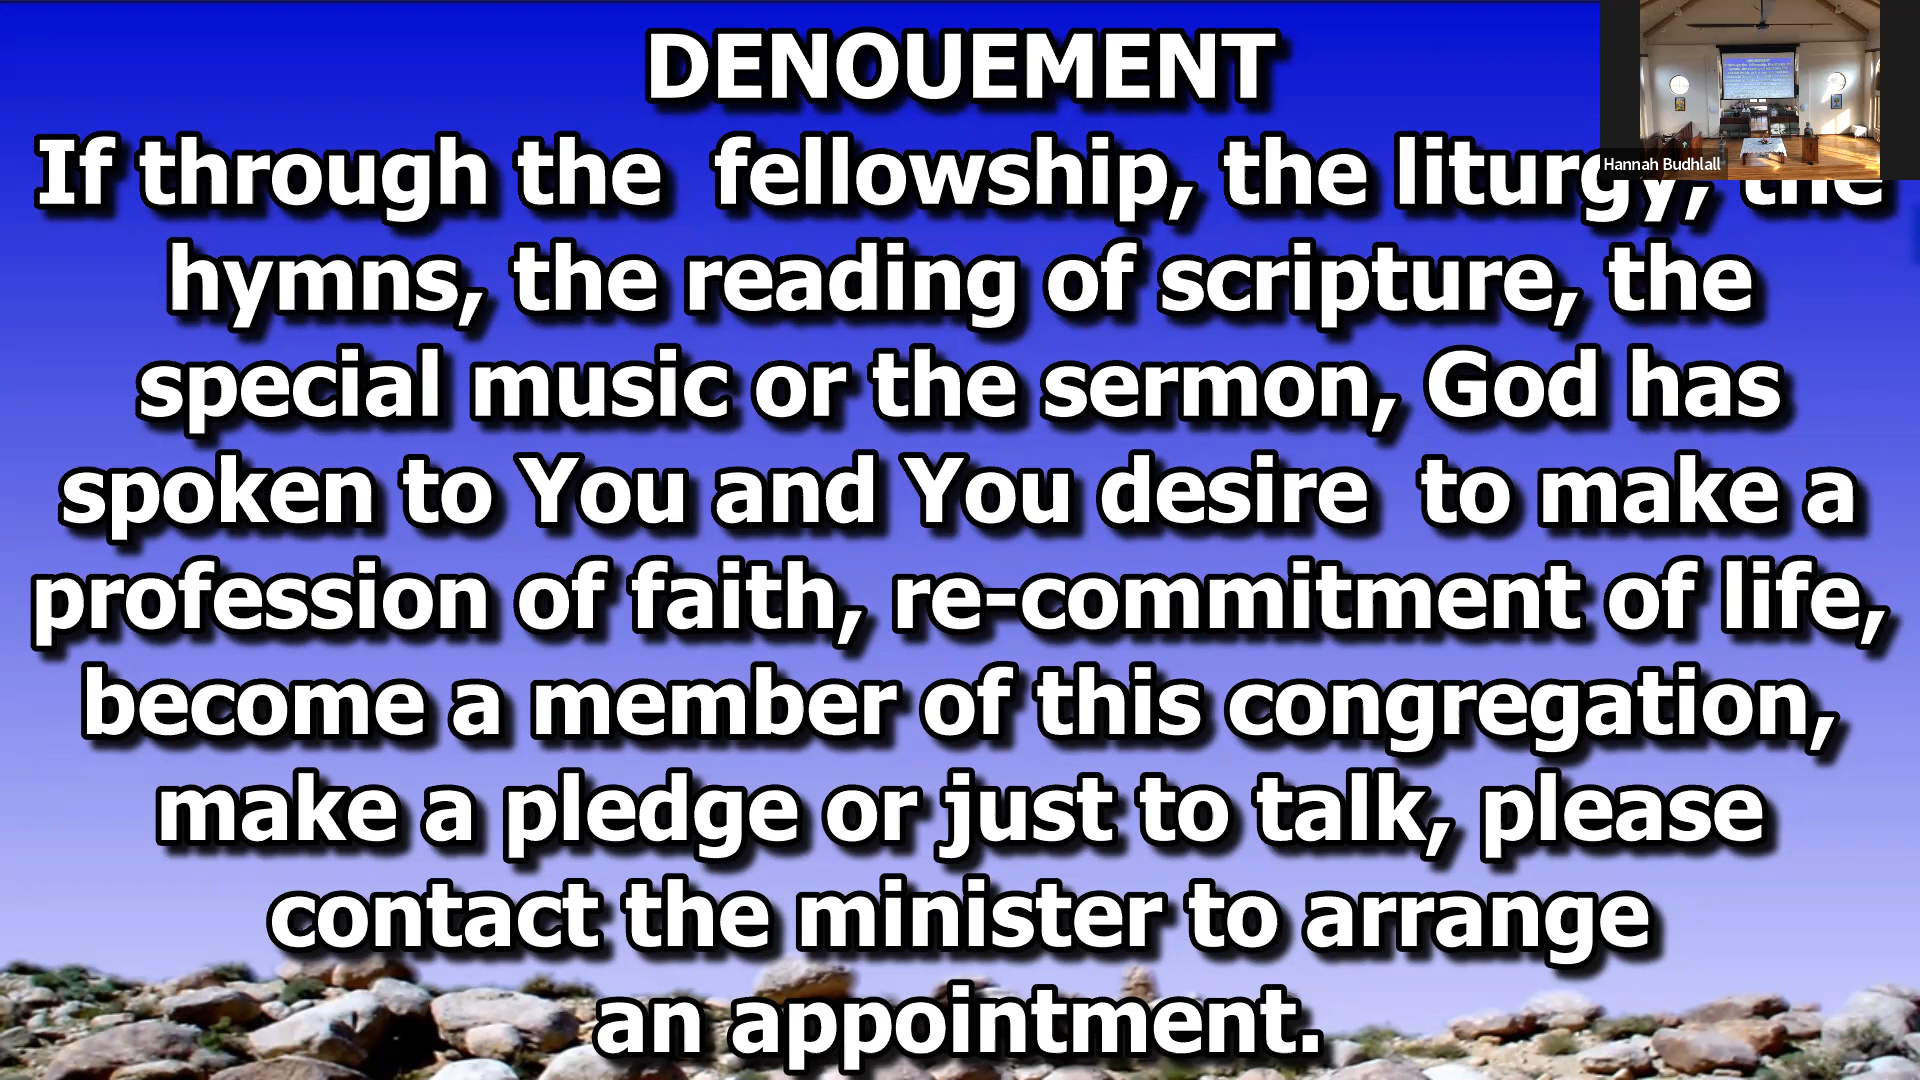 DENOUEMENT
If through the fellowship, the liturgy, the
hymns, the reading of scripture, the
special music or the sermon, God has
spoken to You and You desire to make a
profession of faith, re-commitment of life,
become a member of this congregation,
make a pledge or just to talk, please
contact the minister to arrange
an appointment.
Hannah Budhlall